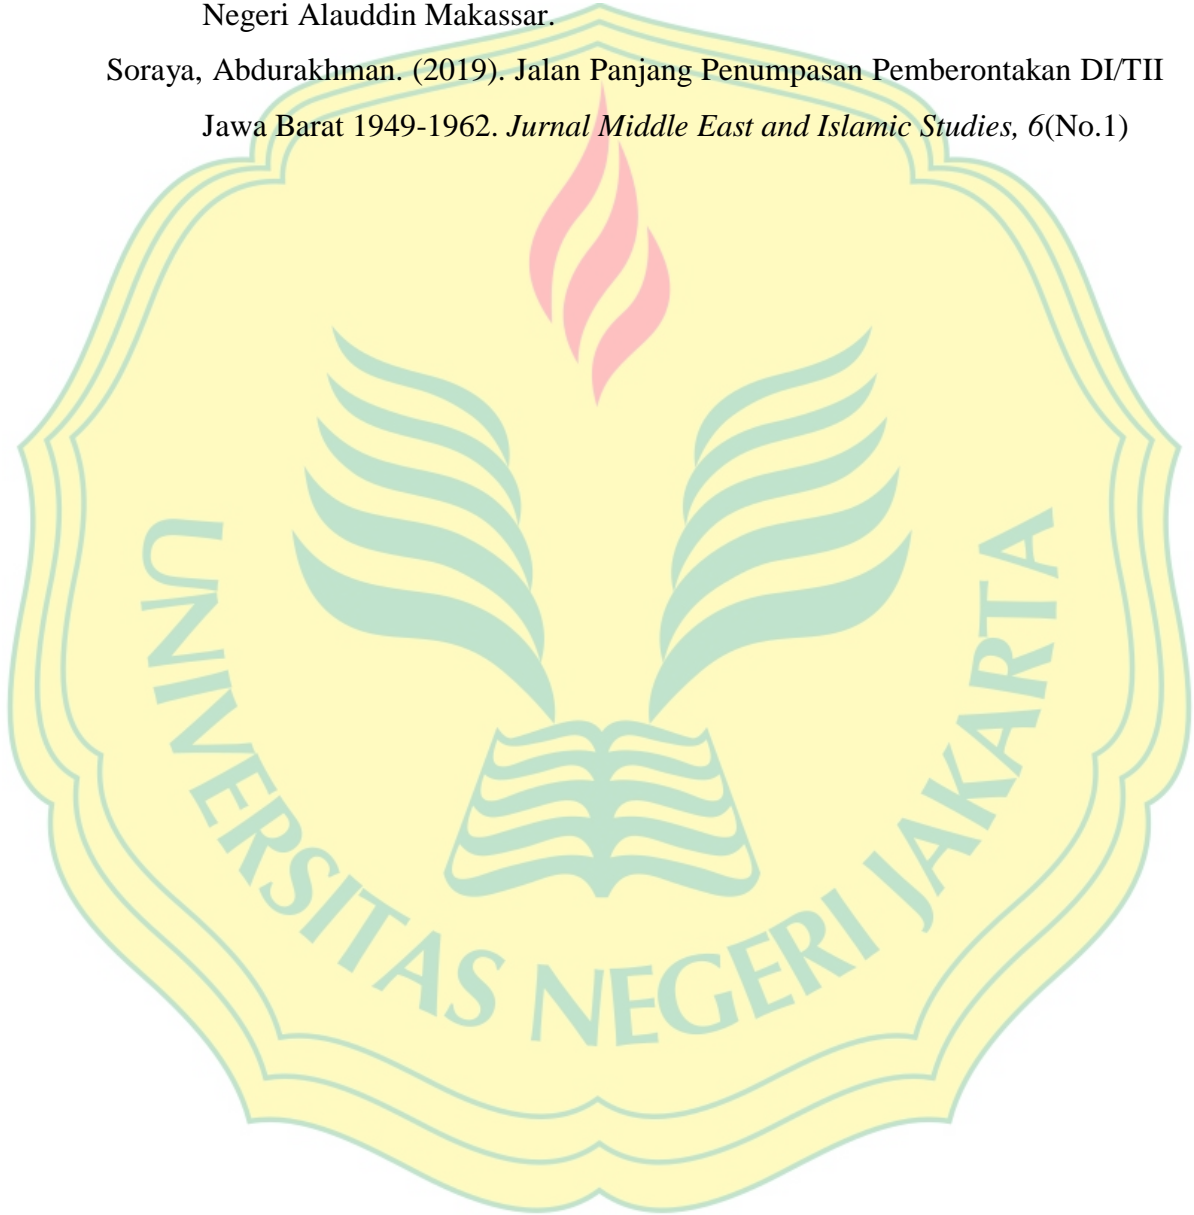 Negeri Alauddin Makassar.
Soraya, Abdurakhman. (2019). Jalan Panjang Penumpasan Pemberontakan DI/TII
Jawa Barat 1949-1962. Jurnal Middle East and Islamic Studies, 6(No.1)
UNIVERSITAS NEGERI JAKARTA